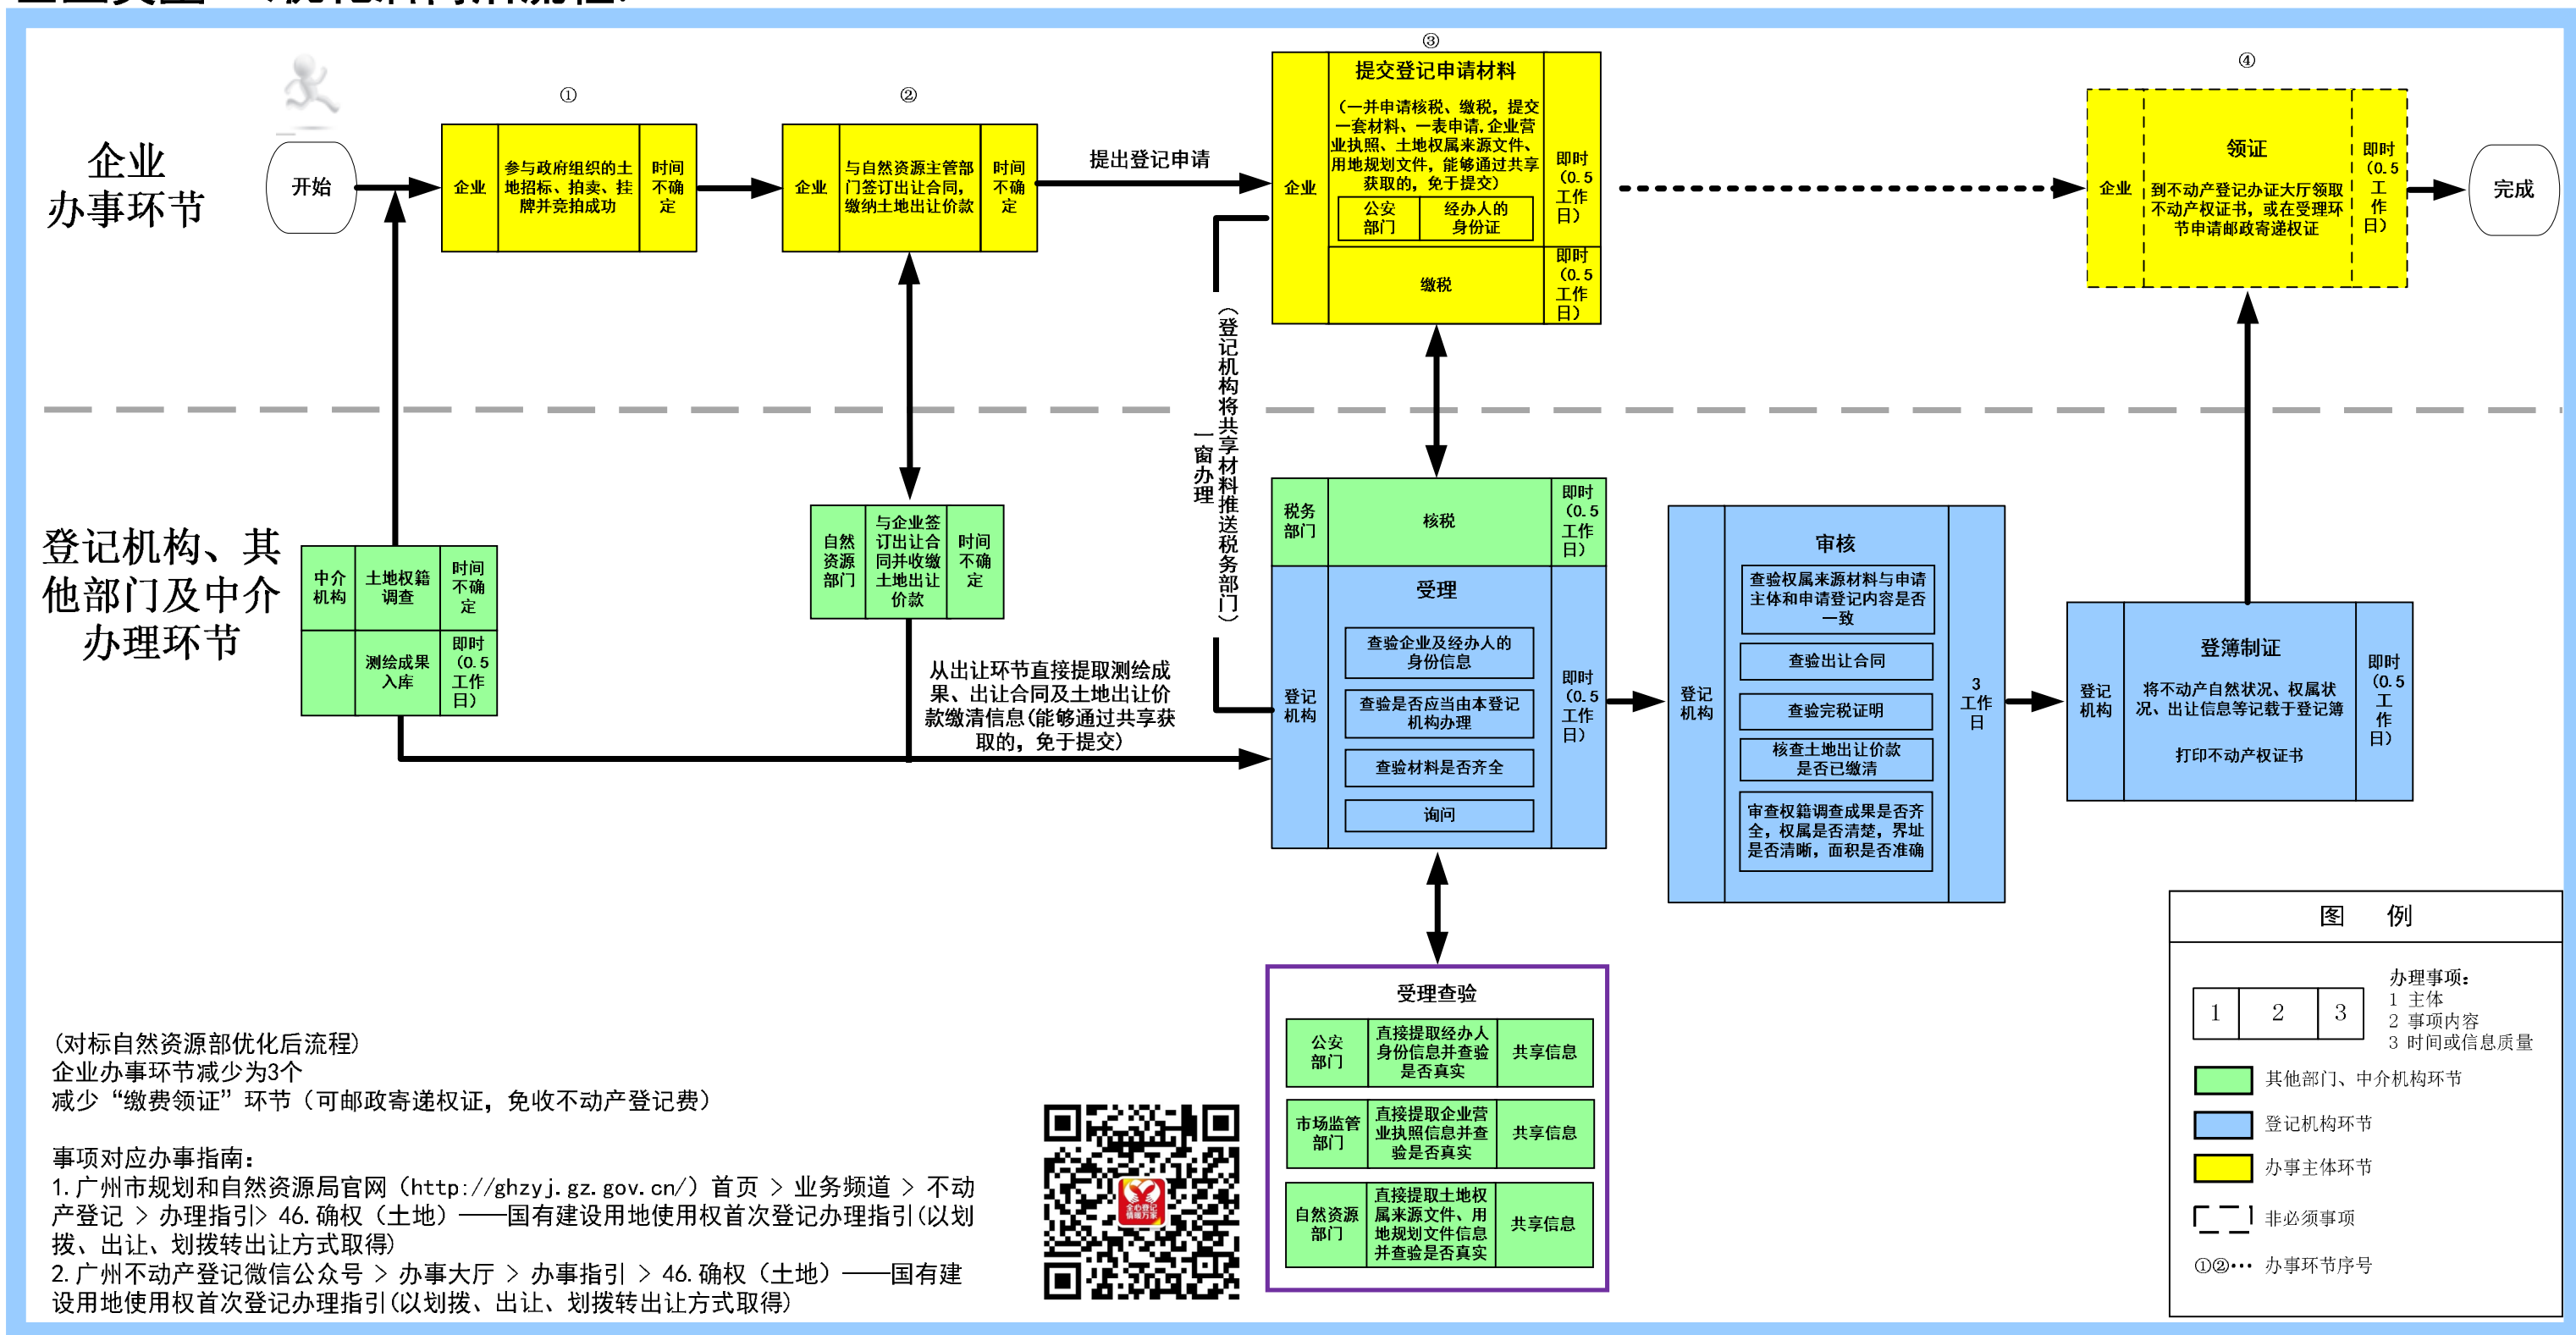 ①
②
③
④
企业
办事环节
开始
企业
参与政府组织的土
地招标、拍卖、挂
牌并竞拍成功
时间
不确
定
企业
与自然资源主管部
门签订出让合同，
缴纳土地出让价款
时间
不确
定
提出登记申请
企业
提交登记申请材料
（一并申请核税、缴税，提交
一套材料、一表申请,企业营
业执照、土地权属来源文件、
用地规划文件，能够通过共享
获取的，免于提交）
公安
部门
经办人的
身份证
即时
（0.5
工作
日）
缴税
即时
（0.5
工作
日）
企业
领证
到不动产登记办证大厅领取
不动产权证书，或在受理环
节申请邮政寄递权证
即时
（0.5
工
作
日）
完成
（登记机构将共享材料推送税务部门）
一窗办理
登记机构、其
他部门及中介
办理环节
中介
机构
土地权籍
调查
时间
不确
定
测绘成果
入库
即时
（0.5
工作
日）
自然
资源
部门
与企业签
订出让合
同并收缴
土地出让
价款
时间
不确
定
从出让环节直接提取测绘成
果、出让合同及土地出让价
款缴清信息(能够通过共享获
取的，免于提交)
税务
部门
核税
即时
（0.5
工作
日）
登记
机构
受理
查验企业及经办人的
身份信息
查验是否应当由本登记
机构办理
查验材料是否齐全
询问
即时
（0.5
工作
日）
登记
机构
审核
查验权属来源材料与申请
主体和申请登记内容是否
一致
查验出让合同
查验完税证明
核查土地出让价款
是否已缴清
审查权籍调查成果是否齐
全，权属是否清楚，界址
是否清晰，面积是否准确
3
工作
日
登记
机构
登簿制证
将不动产自然状况、权属状
况、出让信息等记载于登记簿
打印不动产权证书
即时
（0.5
工
作
日）
受理查验
公安
部门
直接提取经办人
身份信息并查验
是否真实
共享信息
市场监管
部门
直接提取企业营
业执照信息并查
验是否真实
共享信息
自然资源
部门
直接提取土地权
属来源文件、用
地规划文件信息
并查验是否真实
共享信息
(对标自然资源部优化后流程)
企业办事环节减少为3个
减少“缴费领证”环节（可邮政寄递权证，免收不动产登记费）
事项对应办事指南：
1.广州市规划和自然资源局官网（http://ghzyj.gz.gov.cn/）首页 > 业务频道 > 不动
产登记 > 办理指引> 46.确权（土地）——国有建设用地使用权首次登记办理指引(以划
拨、出让、划拨转出让方式取得)
2.广州不动产登记微信公众号 > 办事大厅 > 办事指引 > 46.确权（土地）——国有建
设用地使用权首次登记办理指引(以划拨、出让、划拨转出让方式取得)
全心登记
情暖万家
图 例
1 2 3
办理事项：
1 主体
2 事项内容
3 时间或信息质量
其他部门、中介机构环节
登记机构环节
办事主体环节
非必须事项
①②… 办事环节序号